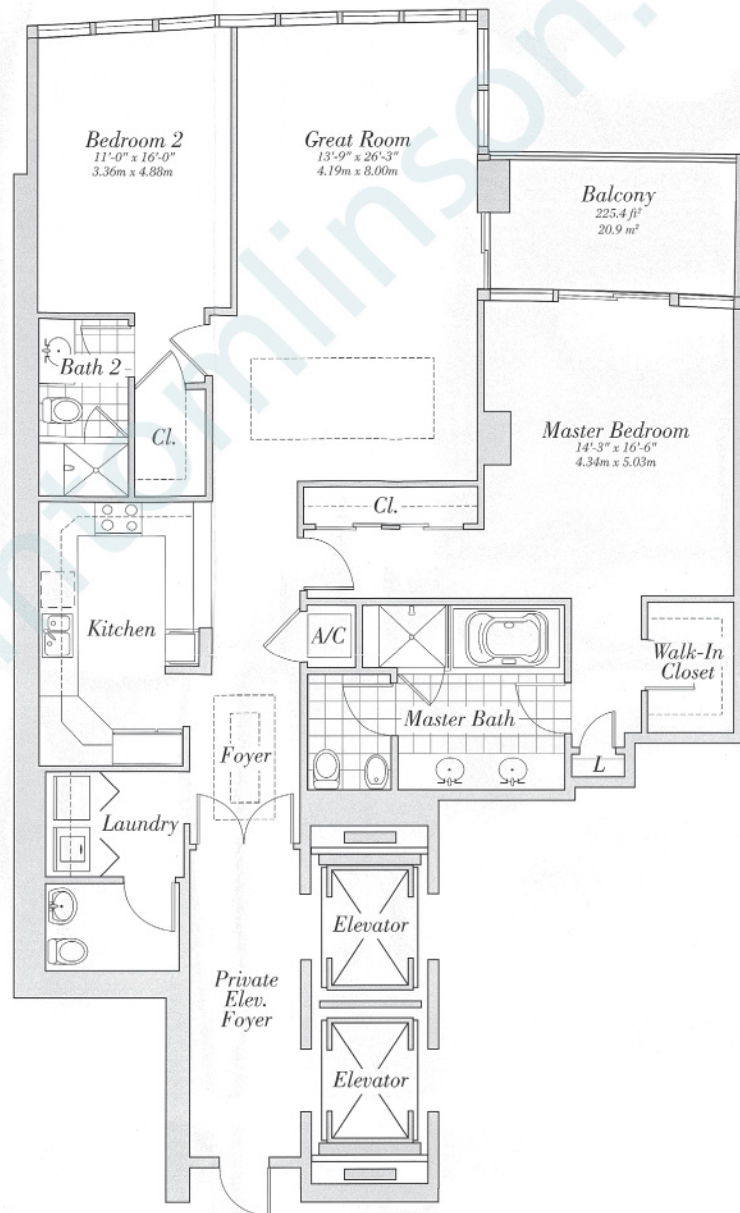 Bedroom 2
11'-0" x 16'-0"
3.36m x 4.88m
Great Room
13'-9" x 26'-3"
4.19m x 8.00m
Balcony
225.4 ft²
20.9 m²
Bath 2
Cl.
Master Bedroom
14'-3" x 16'-6"
4.34m x 5.03m
Cl.
Kitchen
A/C
Walk-In
Closet
Master Bath
Foyer
L
Laundry
Elevator
Private
Elev.
Foyer
Elevator
ntomlinson.